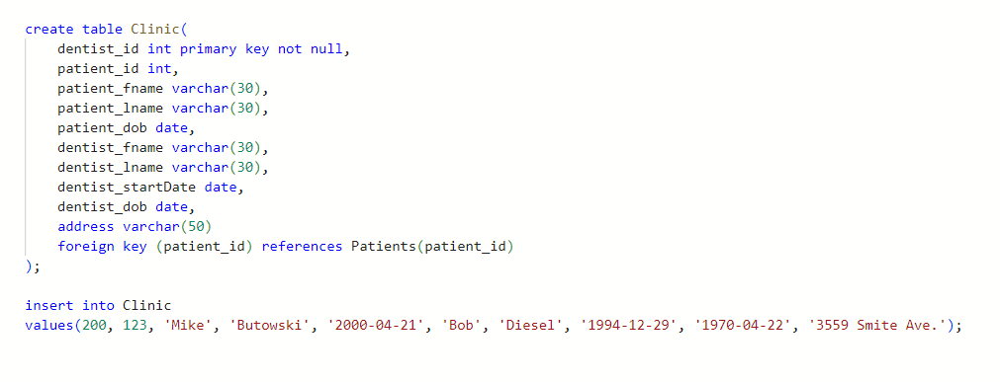 create table Clinic(
dentist_id int primary key not null,
patient_id int,
patient_fname varchar(30),
patient_lname varchar(30),
patient_dob date,
dentist_fname varchar(30),
dentist_lname varchar(30),
dentist_startDate date,
dentist_dob date,
address varchar(50)
foreign key (patient_id) references Patients(patient_id)
);
insert into Clinic
values(200, 123, 'Mike', 'Butowski', '2000-04-21', 'Bob', 'Diesel', '1994-12-29', '1970-04-22', '3559 Smite Ave.');